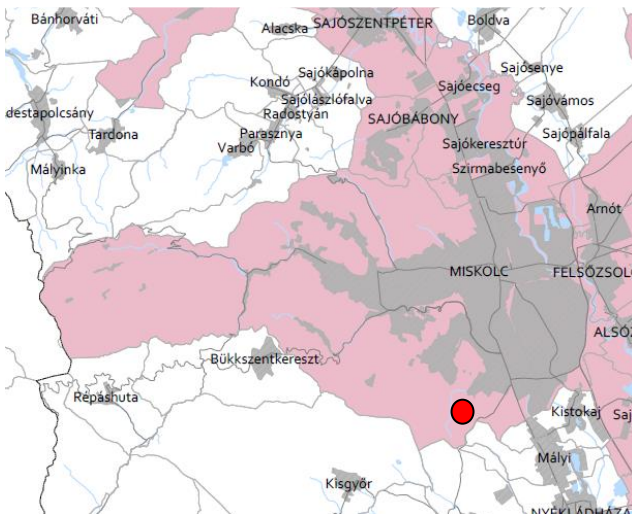 Bánhorváti
Alacska
SAJÓSZENTPÉTER
Boldva
Kondó
Sajókápolna
Sajóecseg
Sajósenye
destapolcsány
Sajólászlófalva
Sajóvámos
Radostyán
SAJÓBÁBONY
Tardona
Parasznya
Sajókeresztúr
Sajópálfala
Varbó
Mályinka
Szirmabesenyő
Arnót
MISKOLC
FELSŐZSOLC
ALSÓZ
Bükkszentkereszt
Répáshuta
Kistokaj
Saj
Mályi
Kisgyőr
NYÉKLÁDHÁZA